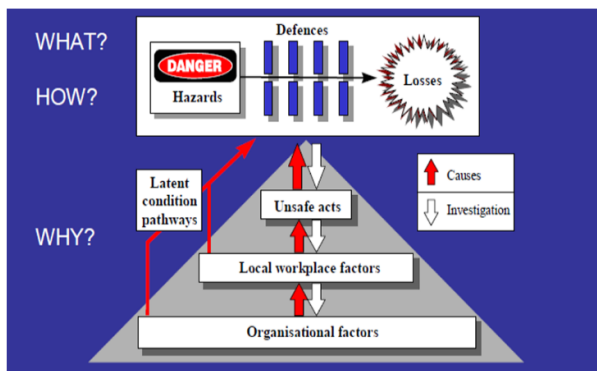 WHAT?
HOW?
WHY?
Defences
DANGER
Hazards
Losses
Latent
condition
pathways
Causes
Investigation
Unsafe acts
Local workplace factors
Organisational factors